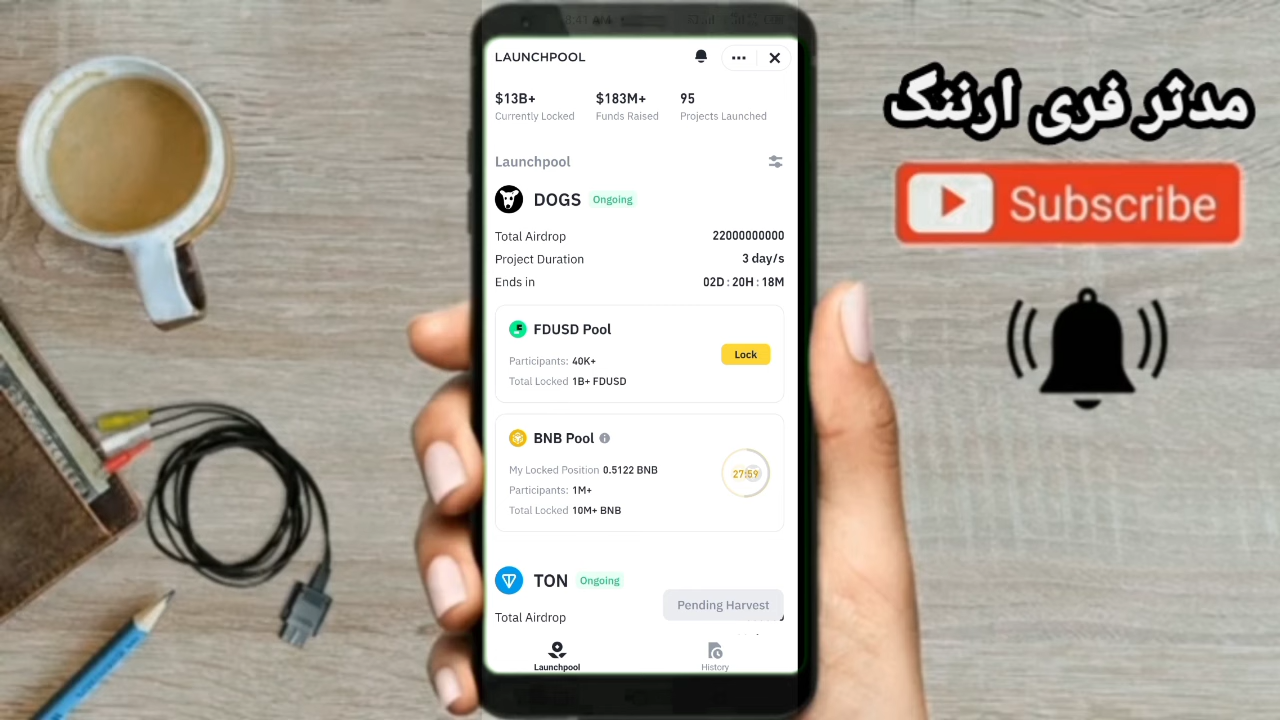 LAUNCHPOOL
$13B+ $183M+ 95
Currently Locked Funds Raised Projects Launched
Launchpool
DOGS Ongoing
Total Airdrop 22000000000
Project Duration 3 day/s
Ends in 02D : 20H : 18M
FDUSD Pool
Participants: 40K+
Lock
Total Locked 1B+ FDUSD
BNB Pool
My Locked Position 0.5122 BNB
27:59
Participants: 1M+
Total Locked 10M+ BNB
TON Ongoing
Pending Harvest
Total Airdrop
Launchpool History
مدثر فری ارننگ
Subscribe